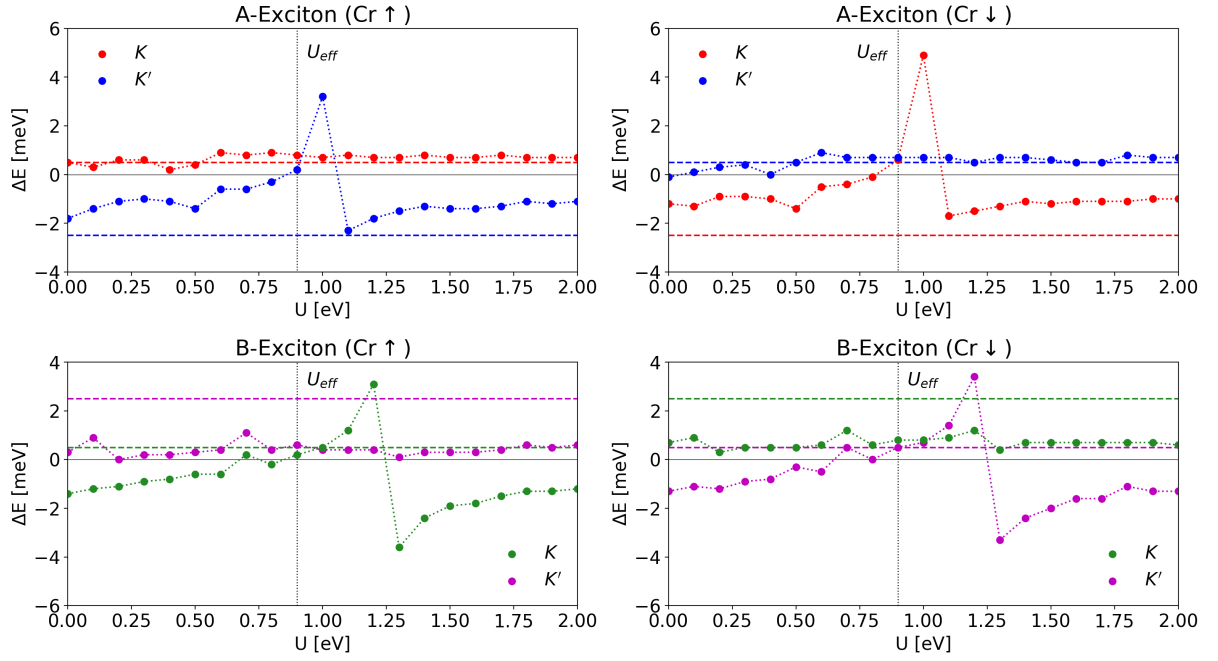 A-Exciton (Cr ↑)
K
K′
U_eff
ΔE [meV]
6
4
2
0
−2
−4
0.00 0.25 0.50 0.75 1.00 1.25 1.50 1.75 2.00
U [eV]
A-Exciton (Cr ↓)
K
K′
U_eff
ΔE [meV]
6
4
2
0
−2
−4
0.00 0.25 0.50 0.75 1.00 1.25 1.50 1.75 2.00
U [eV]
B-Exciton (Cr ↑)
U_eff
ΔE [meV]
4
2
0
−2
−4
−6
K
K′
0.00 0.25 0.50 0.75 1.00 1.25 1.50 1.75 2.00
U [eV]
B-Exciton (Cr ↓)
U_eff
ΔE [meV]
4
2
0
−2
−4
−6
K
K′
0.00 0.25 0.50 0.75 1.00 1.25 1.50 1.75 2.00
U [eV]